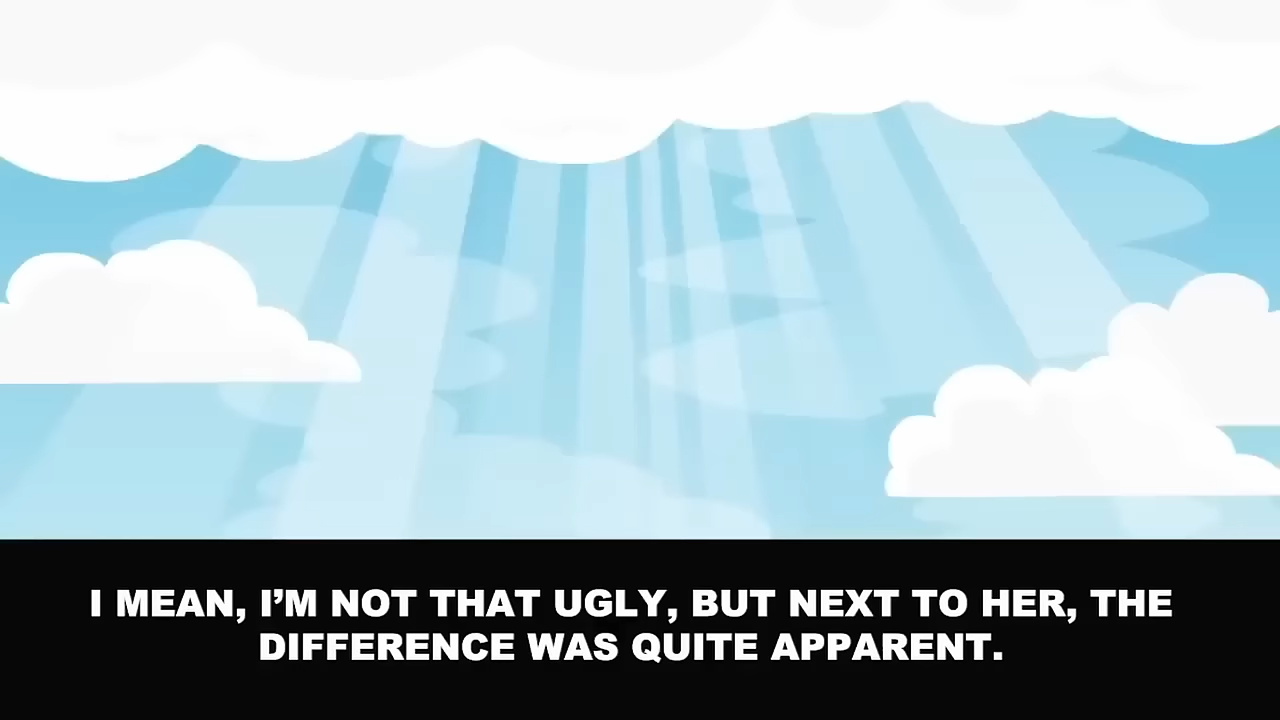 I MEAN, I’M NOT THAT UGLY, BUT NEXT TO HER, THE
DIFFERENCE WAS QUITE APPARENT.